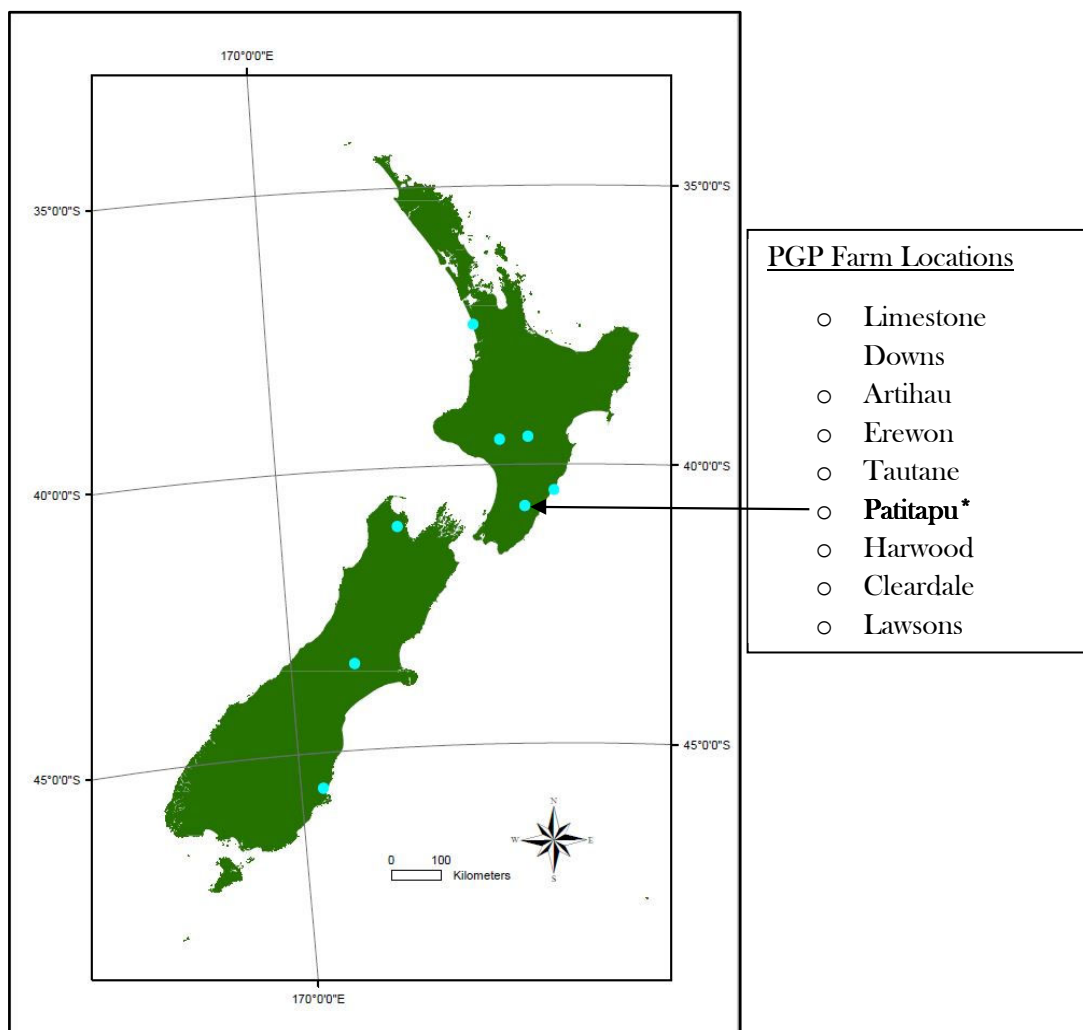 170°0'0"E
35°0'0"S
35°0'0"S
PGP Farm Locations
o Limestone
Downs
o Artihau
o Erewon
40°0'0"S
40°0'0"S
o Tautane
o Patitapu*
o Harwood
o Cleardale
o Lawsons
45°0'0"S
45°0'0"S
N
W
E
S
0 100
Kilometers
170°0'0"E